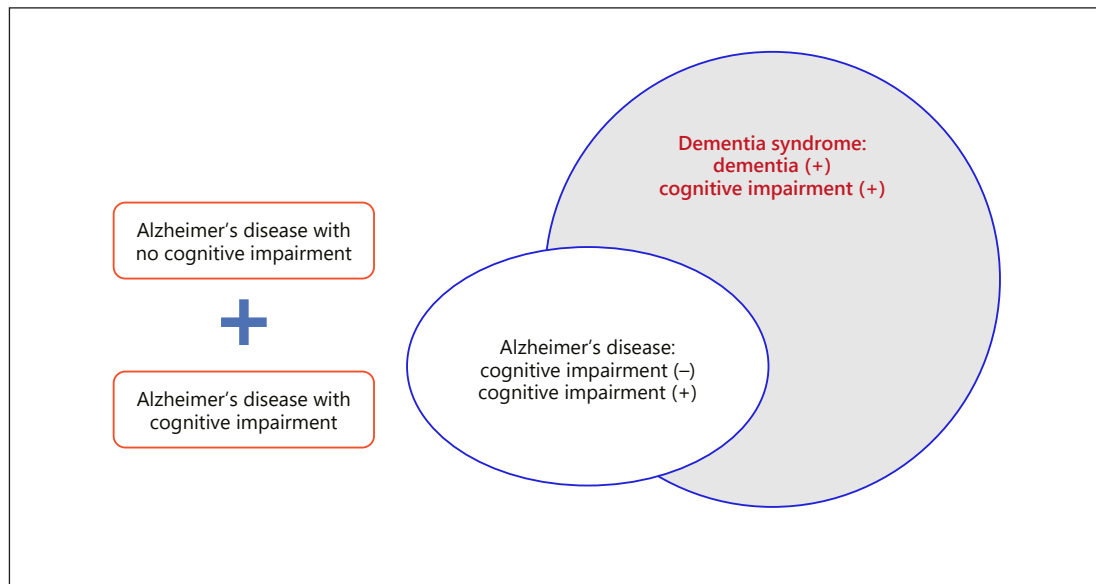 Dementia syndrome:
dementia (+)
cognitive impairment (+)
Alzheimer’s disease with
no cognitive impairment
Alzheimer’s disease:
cognitive impairment (–)
cognitive impairment (+)
Alzheimer’s disease with
cognitive impairment